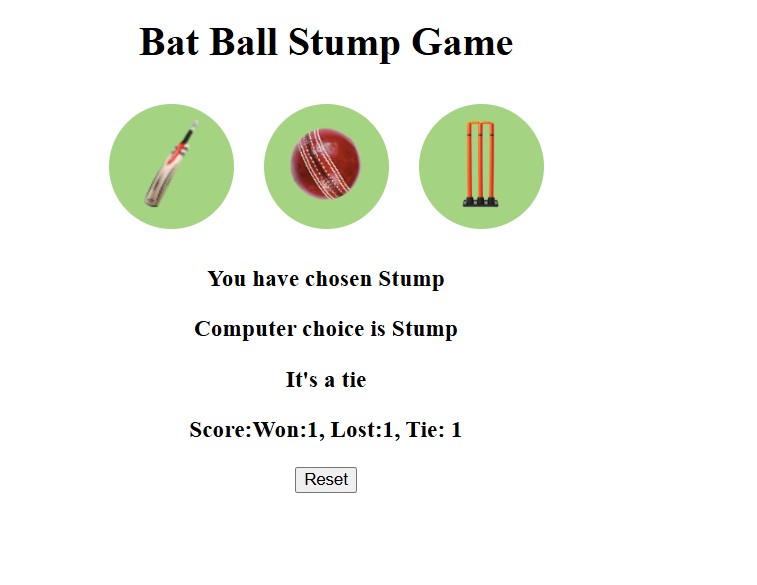 Bat Ball Stump Game
You have chosen Stump
Computer choice is Stump
It's a tie
Score:Won:1, Lost:1, Tie: 1
Reset